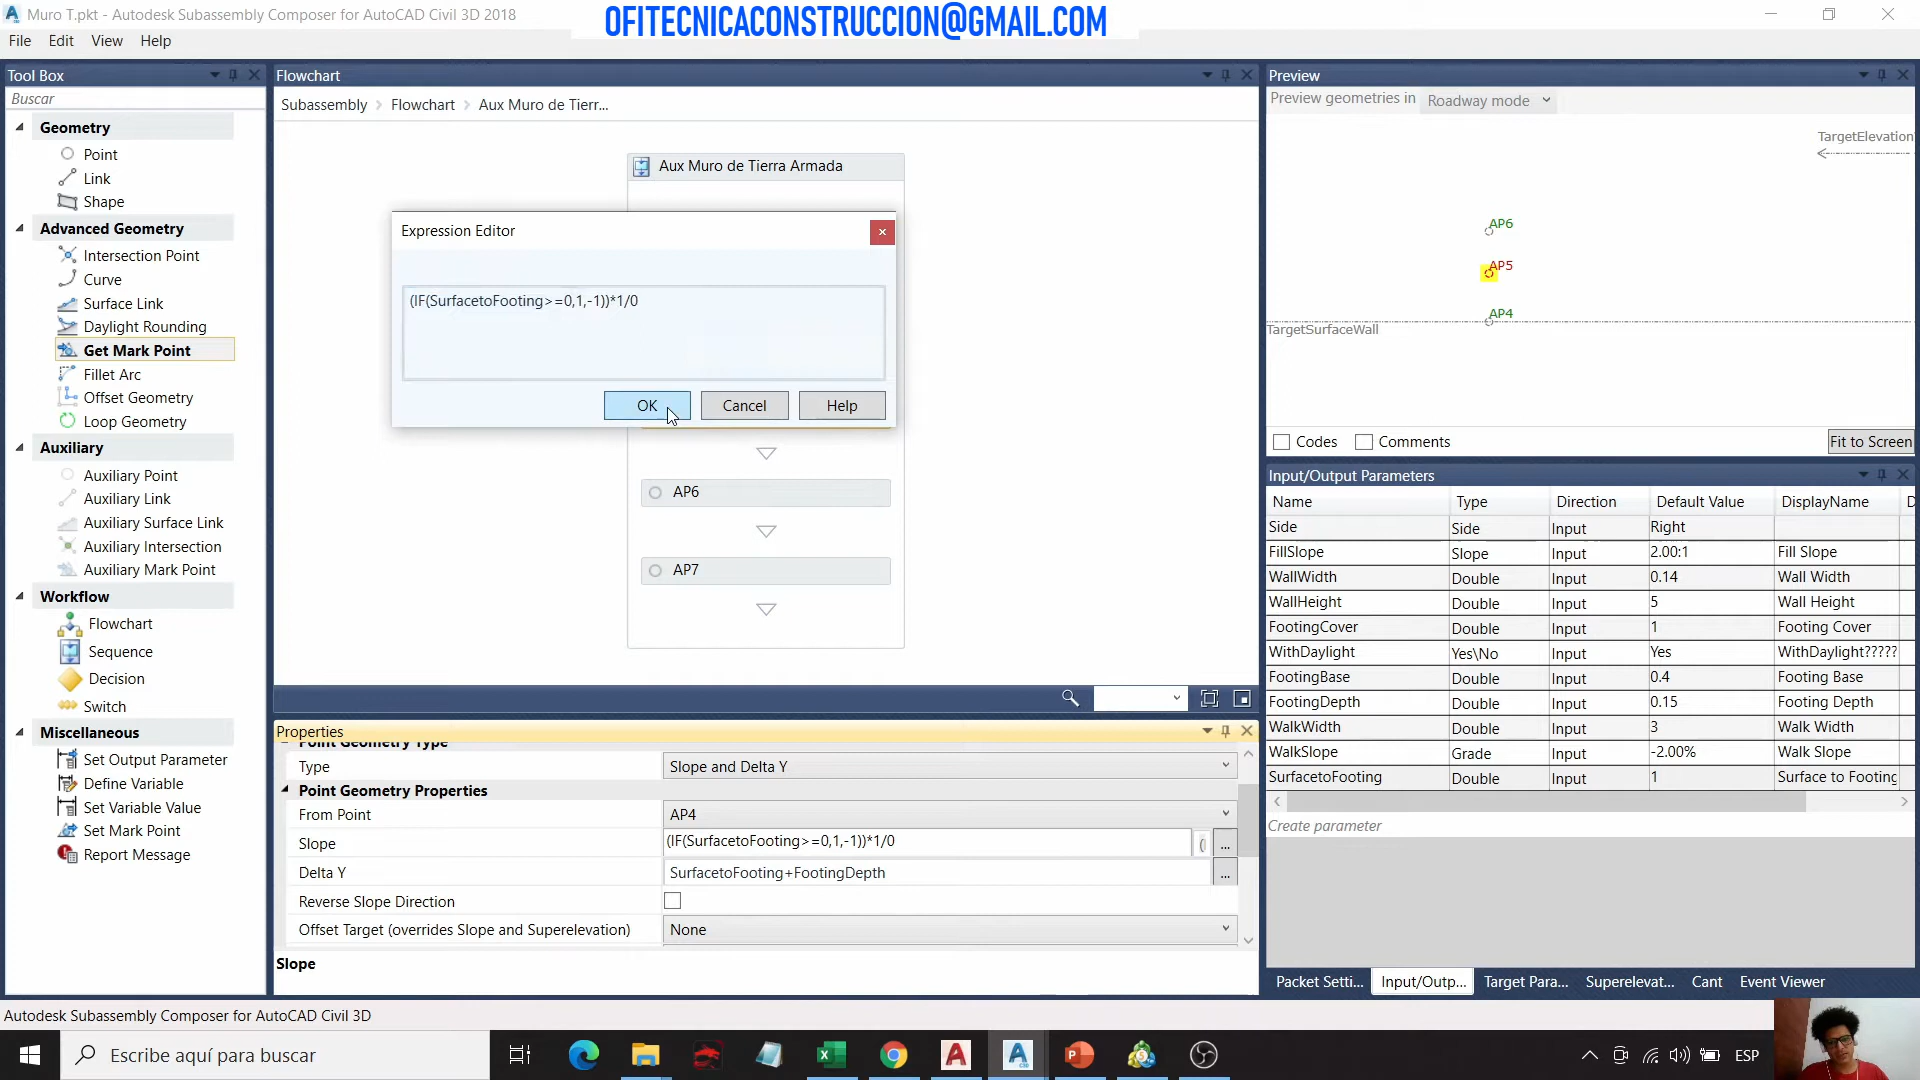 Muro T.pkt - Autodesk Subassembly Composer for AutoCAD Civil 3D 2018
OFITECNICACONSTRUCCION@GMAIL.COM
File Edit View Help
Tool Box
Buscar
Geometry
Point
Link
Shape
Advanced Geometry
Intersection Point
Curve
Surface Link
Daylight Rounding
Get Mark Point
Fillet Arc
Offset Geometry
Loop Geometry
Auxiliary
Auxiliary Point
Auxiliary Link
Auxiliary Surface Link
Auxiliary Intersection
Auxiliary Mark Point
Workflow
Flowchart
Sequence
Decision
Switch
Miscellaneous
Set Output Parameter
Define Variable
Set Variable Value
Set Mark Point
Report Message
Flowchart
Subassembly > Flowchart > Aux Muro de Tierr...
Aux Muro de Tierra Armada
Expression Editor
(IF(SurfacetoFooting>=0,1,-1))*1/0
OK Cancel Help
AP6
AP7
Properties
Point Geometry Type
Type Slope and Delta Y
Point Geometry Properties
From Point AP4
Slope (IF(SurfacetoFooting>=0,1,-1))*1/0 ( ...
Delta Y SurfacetoFooting+FootingDepth ...
Reverse Slope Direction
Offset Target (overrides Slope and Superelevation) None
Slope
Preview
Preview geometries in Roadway mode
TargetElevation
AP6
AP5
AP4
TargetSurfaceWall
Codes Comments Fit to Screen
Input/Output Parameters
Name Type Direction Default Value DisplayName D
Side Side Input Right
FillSlope Slope Input 2.00:1 Fill Slope
WallWidth Double Input 0.14 Wall Width
WallHeight Double Input 5 Wall Height
FootingCover Double Input 1 Footing Cover
WithDaylight Yes\No Input Yes WithDaylight?????
FootingBase Double Input 0.4 Footing Base
FootingDepth Double Input 0.15 Footing Depth
WalkWidth Double Input 3 Walk Width
WalkSlope Grade Input -2.00% Walk Slope
SurfacetoFooting Double Input 1 Surface to Footing
Create parameter
Packet Setti... Input/Outp... Target Para... Superelevat... Cant Event Viewer
Autodesk Subassembly Composer for AutoCAD Civil 3D
Escribe aquí para buscar
ESP